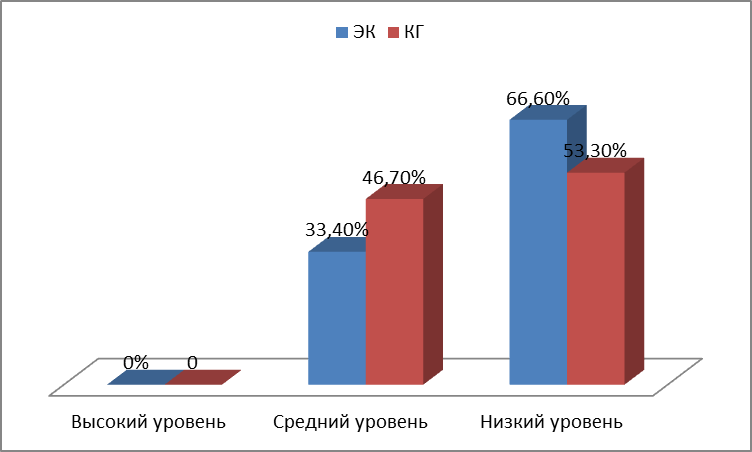 ЭК КГ
66,60%
53,30%
46,70%
33,40%
0% 0
Высокий уровень Средний уровень Низкий уровень